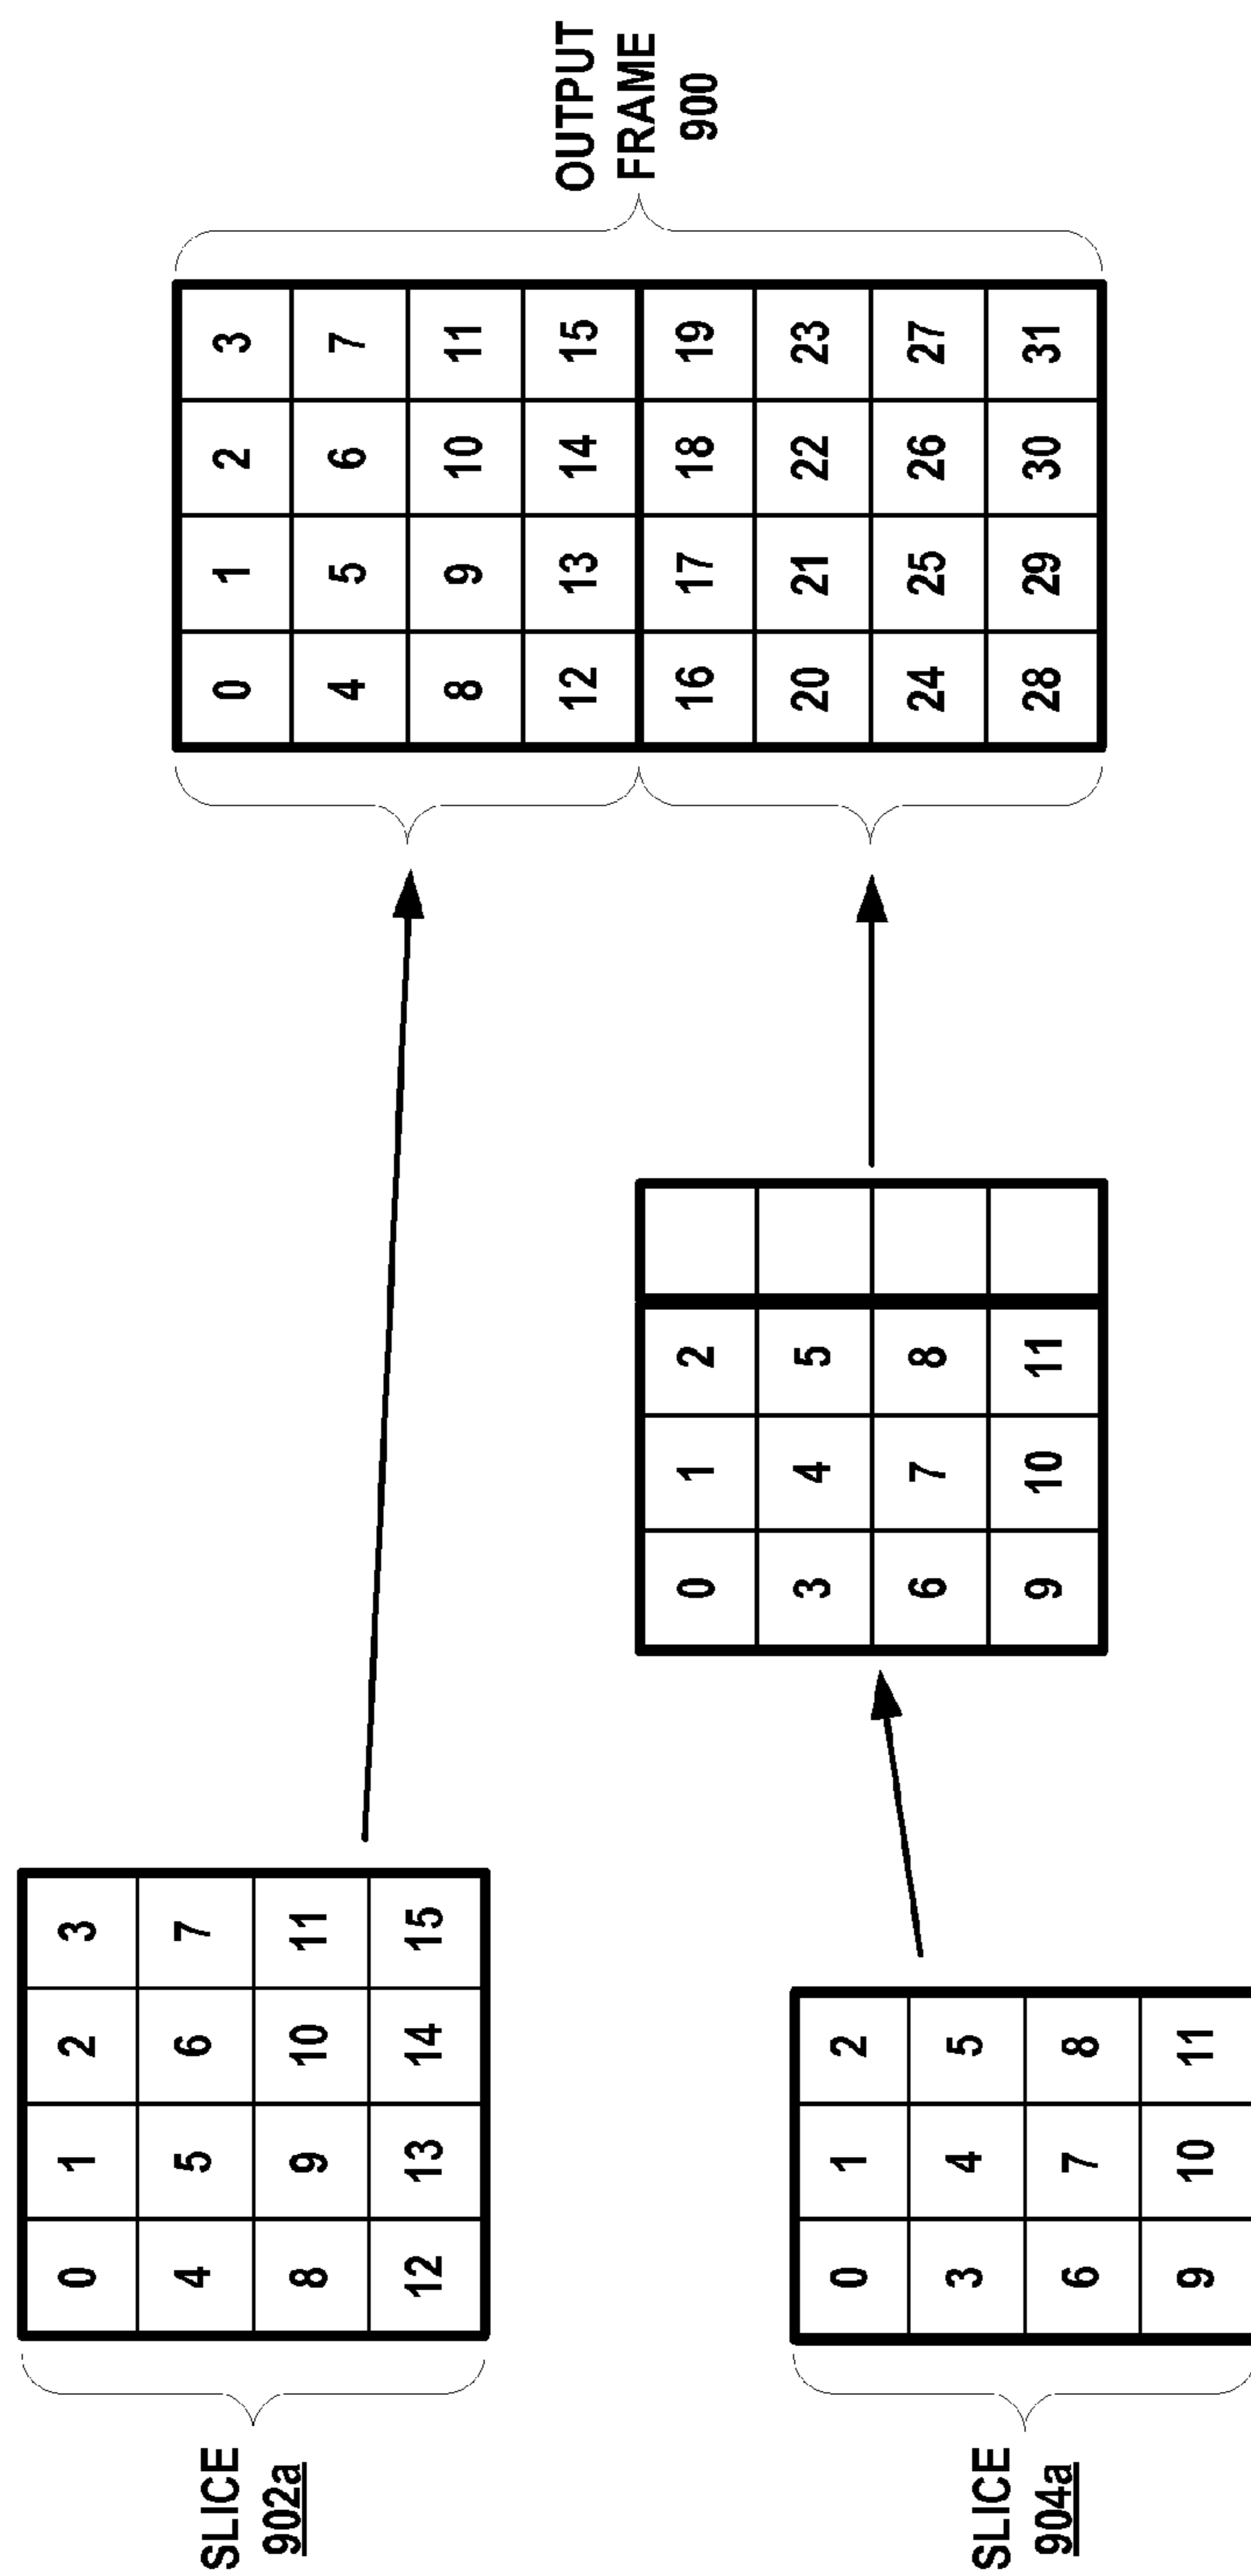 SLICE
902a
0 1 2 3
4 5 6 7
8 9 10 11
12 13 14 15
SLICE
904a
0 1 2
3 4 5
6 7 8
9 10 11
0 1 2
3 4 5
6 7 8
9 10 11
0 1 2 3
4 5 6 7
8 9 10 11
12 13 14 15
16 17 18 19
20 21 22 23
24 25 26 27
28 29 30 31
OUTPUT
FRAME
900